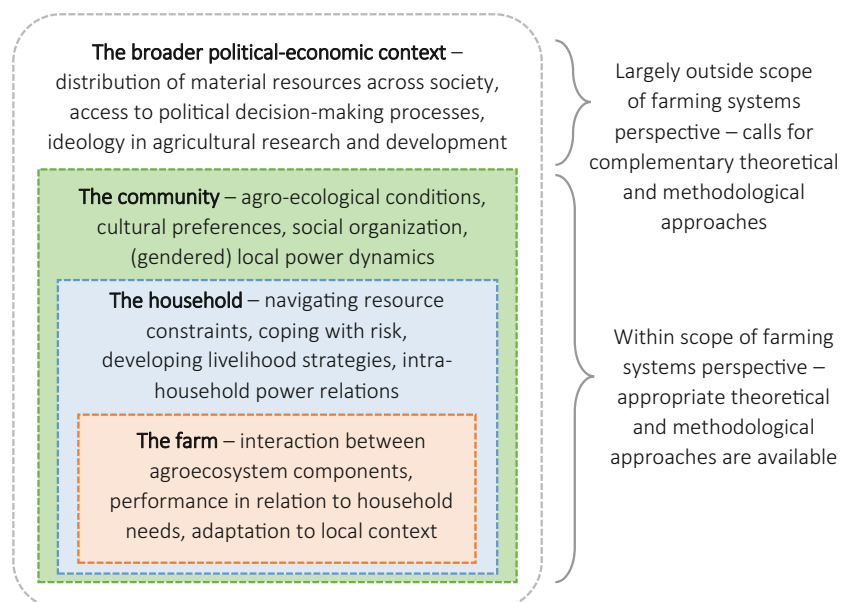 The broader political-economic context –
distribution of material resources across society,
access to political decision-making processes,
ideology in agricultural research and development
The community – agro-ecological conditions,
cultural preferences, social organization,
(gendered) local power dynamics
The household – navigating resource
constraints, coping with risk,
developing livelihood strategies, intra-
household power relations
The farm – interaction between
agroecosystem components,
performance in relation to household
needs, adaptation to local context
Largely outside scope
of farming systems
perspective – calls for
complementary theoretical
and methodological
approaches
Within scope of farming
systems perspective –
appropriate theoretical
and methodological
approaches are available